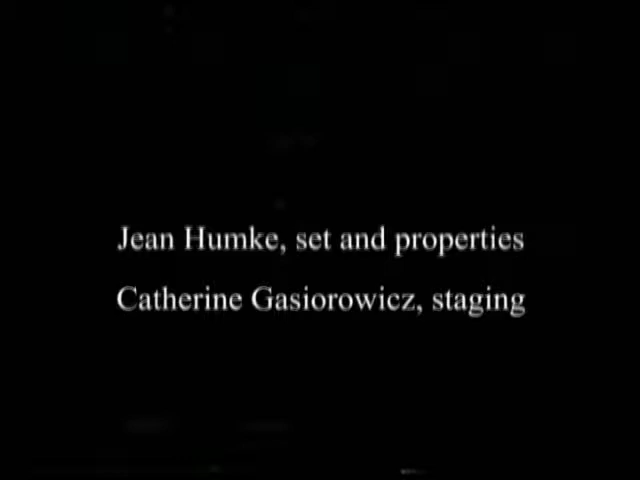 Jean Humke, set and properties
Catherine Gasiorowicz, staging